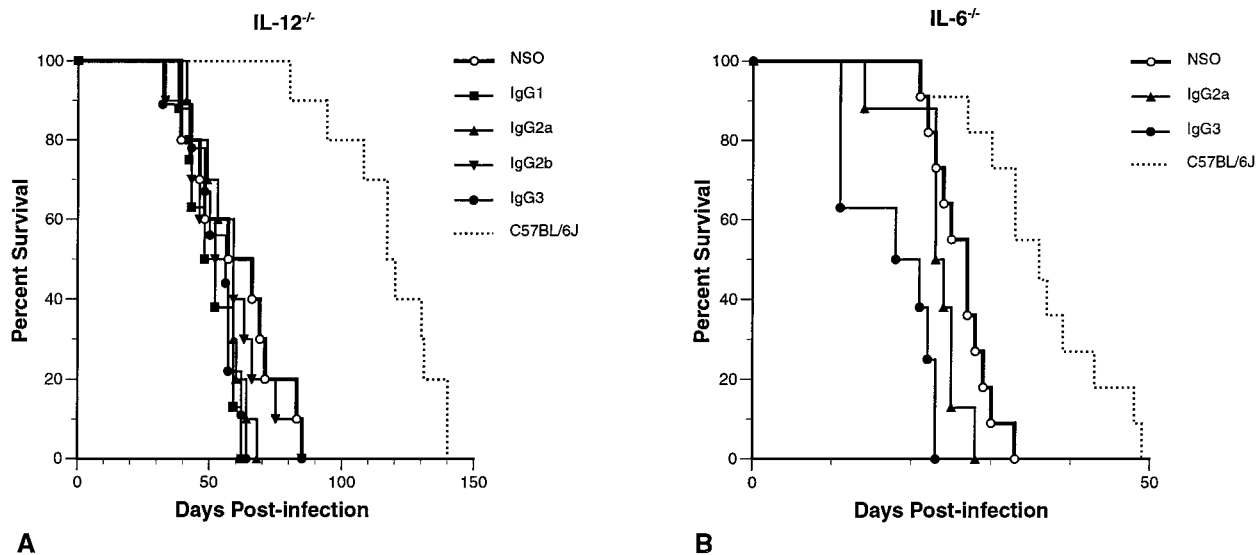 IL-12-/-
Percent Survival
100
80
60
40
20
0
0
50
100
150
Days Post-infection
NSO
IgG1
IgG2a
IgG2b
IgG3
C57BL/6J
A
IL-6-/-
Percent Survival
100
80
60
40
20
0
0
50
Days Post-infection
NSO
IgG2a
IgG3
C57BL/6J
B